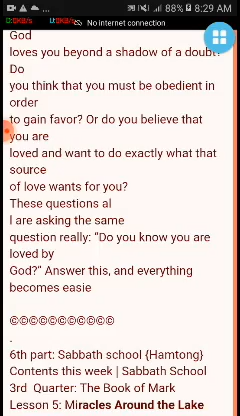 0:0KB/s U:0KB/s No internet connection 88% 8:29 AM
God
loves you beyond a shadow of a doubt?
Do
you think that you must be obedient in
order
to gain favor? Or do you believe that
you are
loved and want to do exactly what that
source
of love wants for you?
These questions al
l are asking the same
question really: “Do you know you are
loved by
God?” Answer this, and everything
becomes easie
©©©©©©©©©©©
.
6th part: Sabbath school {Hamtong}
Contents this week | Sabbath School
3rd Quarter: The Book of Mark
Lesson 5: Miracles Around the Lake